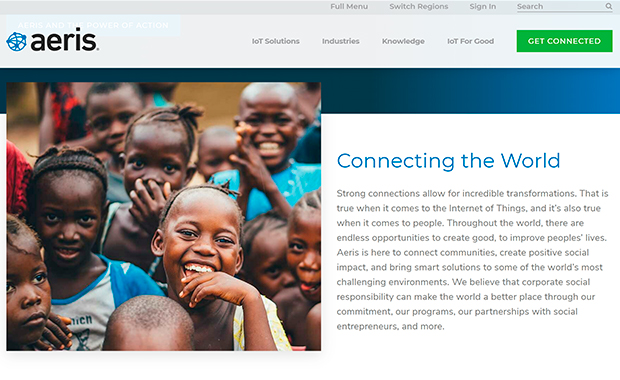 Full Menu Switch Regions Sign In Search
AERIS AND THE POWER OF ACTION
aeris
IoT Solutions Industries Knowledge IoT For Good GET CONNECTED
Connecting the World
Strong connections allow for incredible transformations. That is
true when it comes to the Internet of Things, and it's also true
when it comes to people. Throughout the world, there are
endless opportunities to create good, to improve peoples' lives.
Aeris is here to connect communities, create positive social
impact, and bring smart solutions to some of the world's most
challenging environments. We believe that corporate social
responsibility can make the world a better place through our
commitment, our programs, our partnerships with social
entrepreneurs, and more.